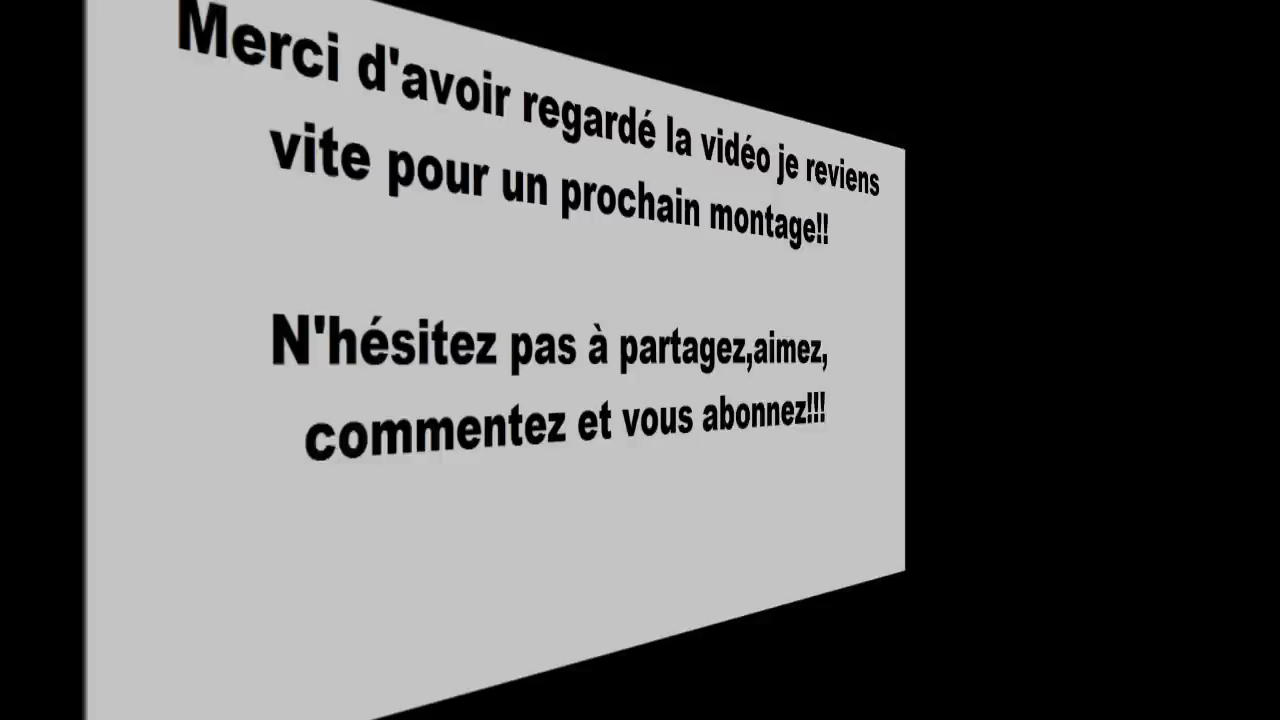 Merci d'avoir regardé la vidéo je reviens
vite pour un prochain montage!!
N'hésitez pas à partagez,aimez,
commentez et vous abonnez!!!